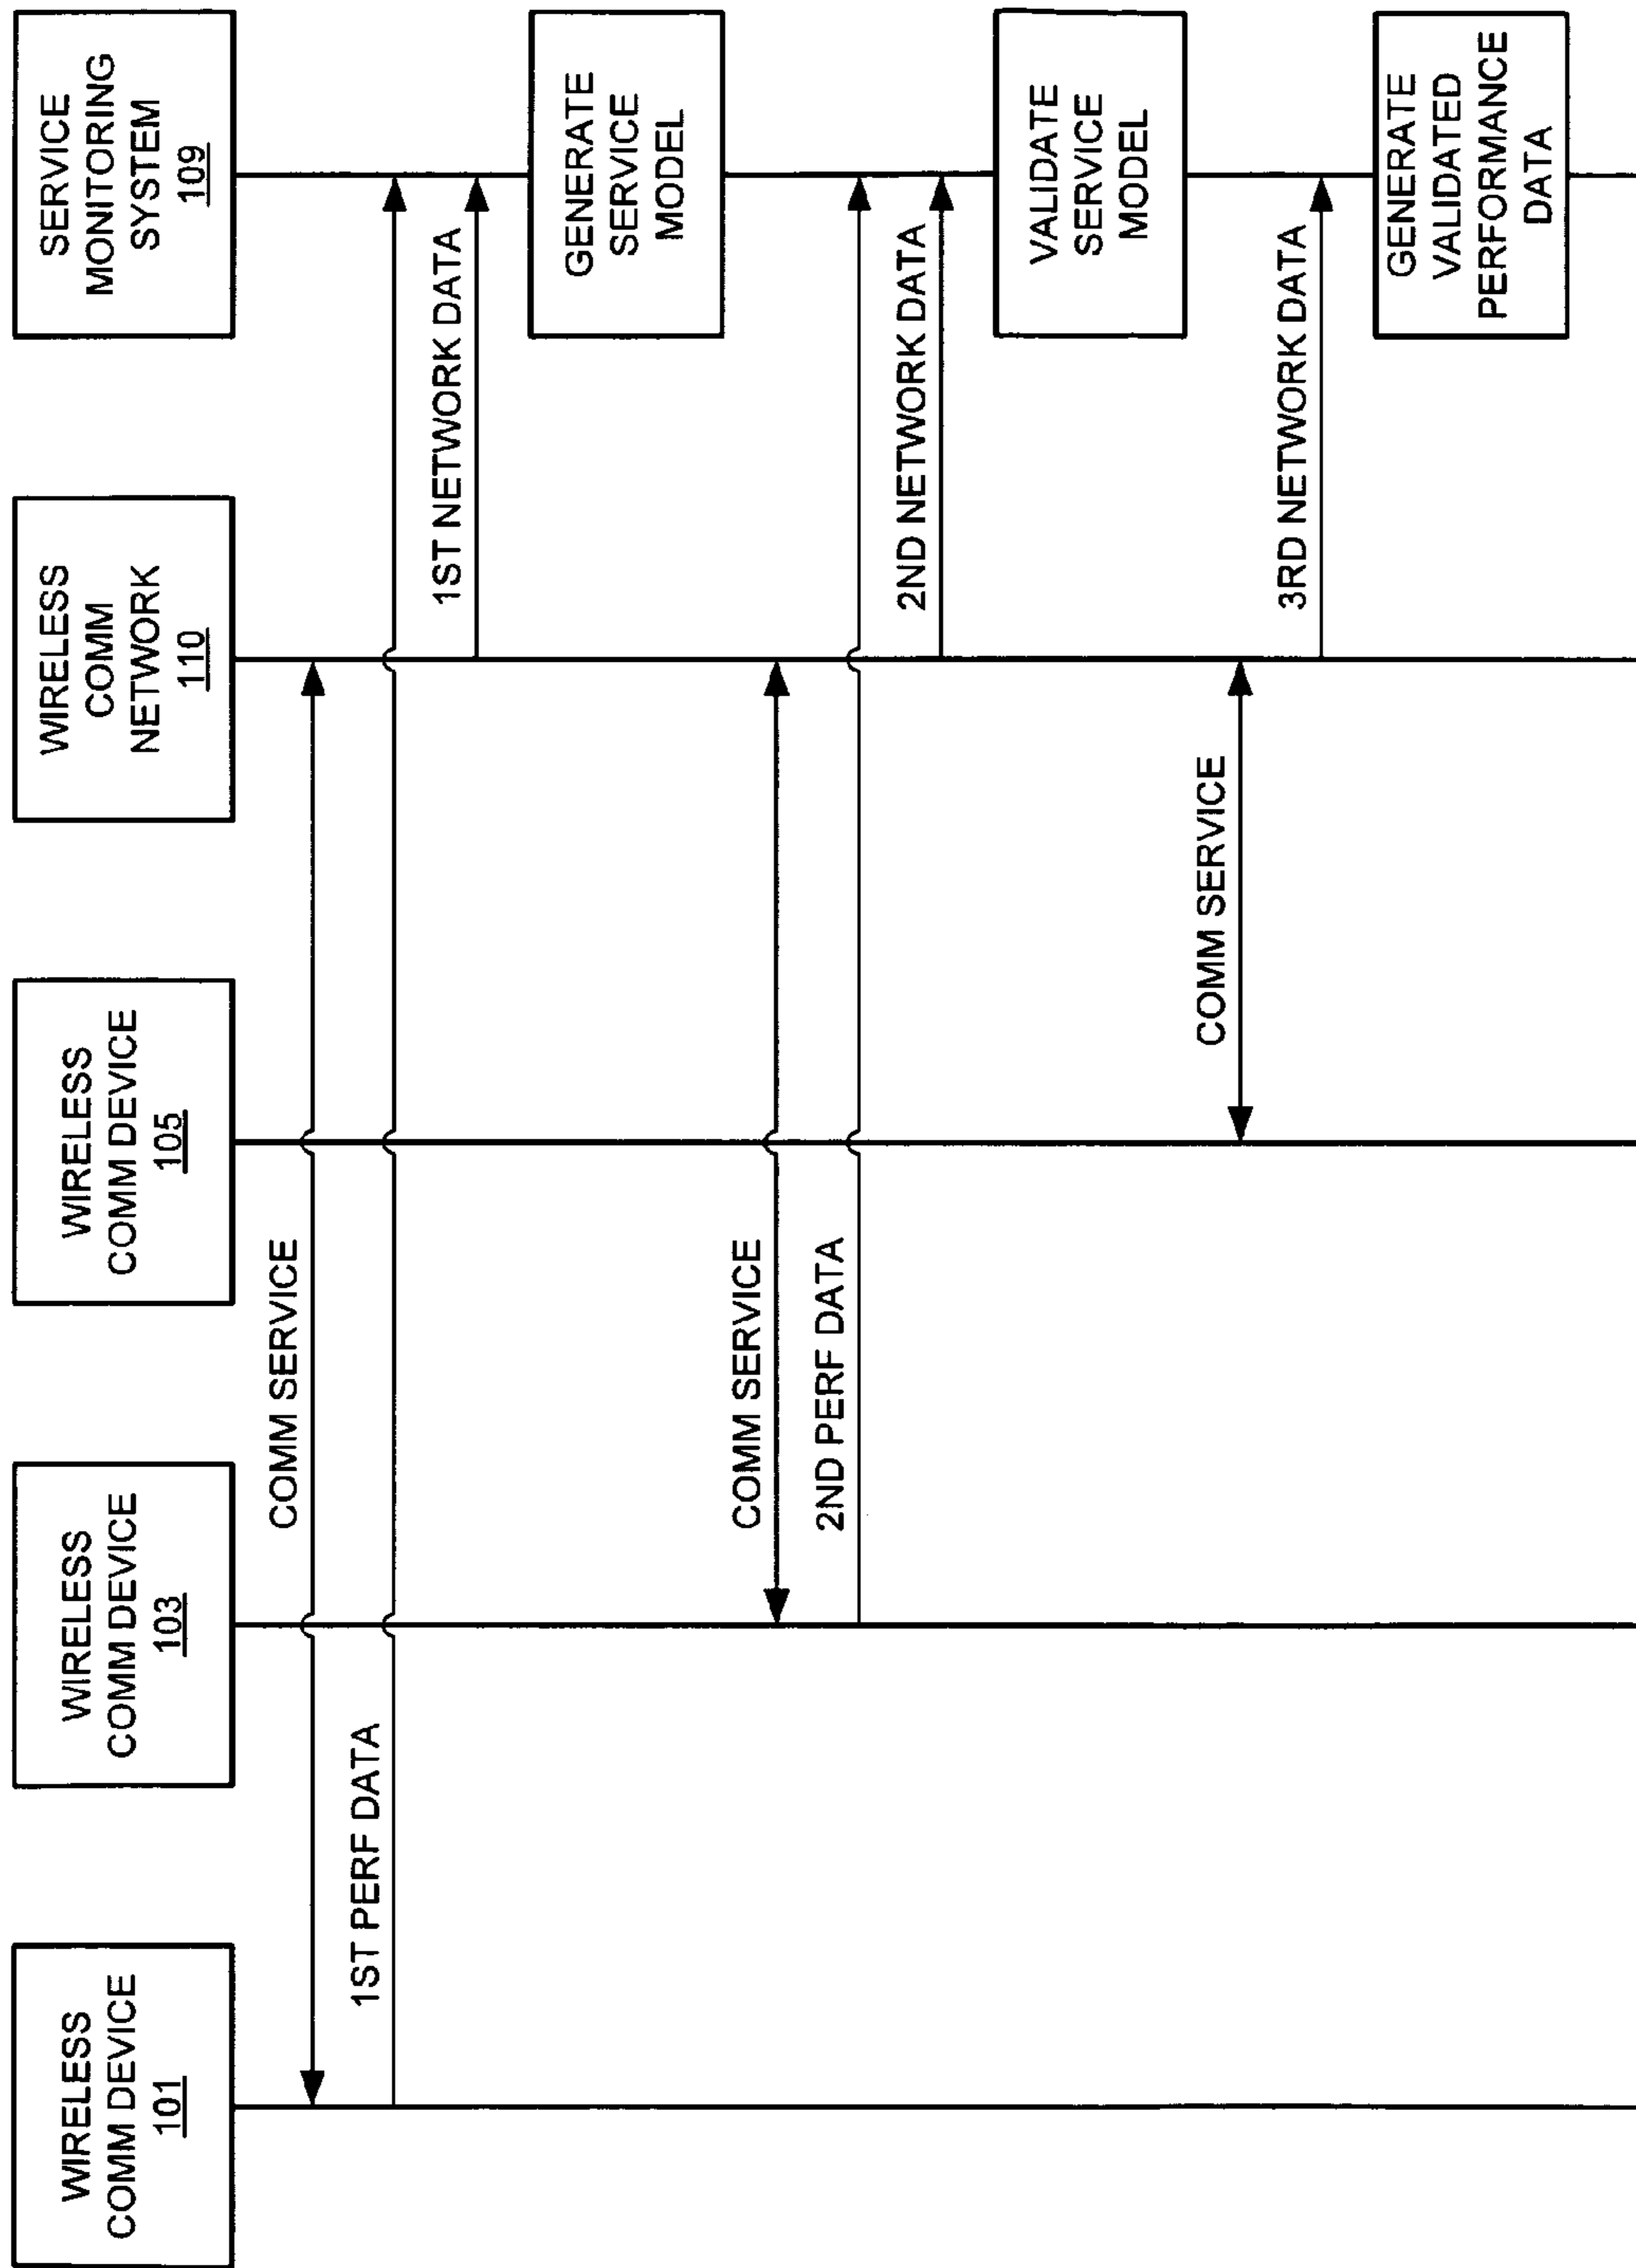 WIRELESS
COMM DEVICE
101
WIRELESS
COMM DEVICE
103
WIRELESS
COMM DEVICE
105
WIRELESS
COMM
NETWORK
110
SERVICE
MONITORING
SYSTEM
109
COMM SERVICE
1ST PERF DATA
1ST NETWORK DATA
GENERATE
SERVICE
MODEL
COMM SERVICE
2ND PERF DATA
2ND NETWORK DATA
VALIDATE
SERVICE
MODEL
COMM SERVICE
3RD NETWORK DATA
GENERATE
VALIDATED
PERFORMANCE
DATA